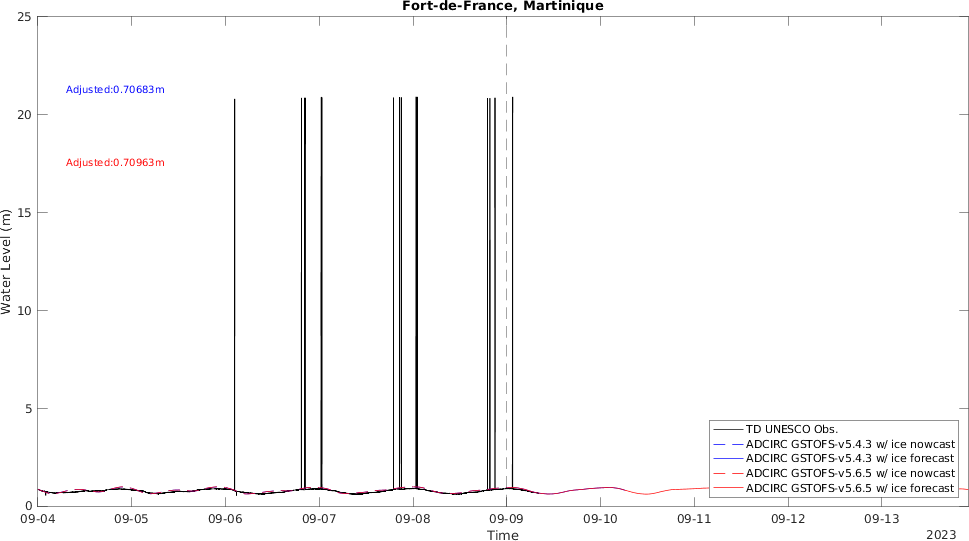 Fort-de-France, Martinique
25
20
15
10
5
0
Water Level (m)
Adjusted:0.70683m
Adjusted:0.70963m
TD UNESCO Obs.
ADCIRC GSTOFS-v5.4.3 w/ ice nowcast
ADCIRC GSTOFS-v5.4.3 w/ ice forecast
ADCIRC GSTOFS-v5.6.5 w/ ice nowcast
ADCIRC GSTOFS-v5.6.5 w/ ice forecast
09-04 09-05 09-06 09-07 09-08 09-09 09-10 09-11 09-12 09-13
Time
2023